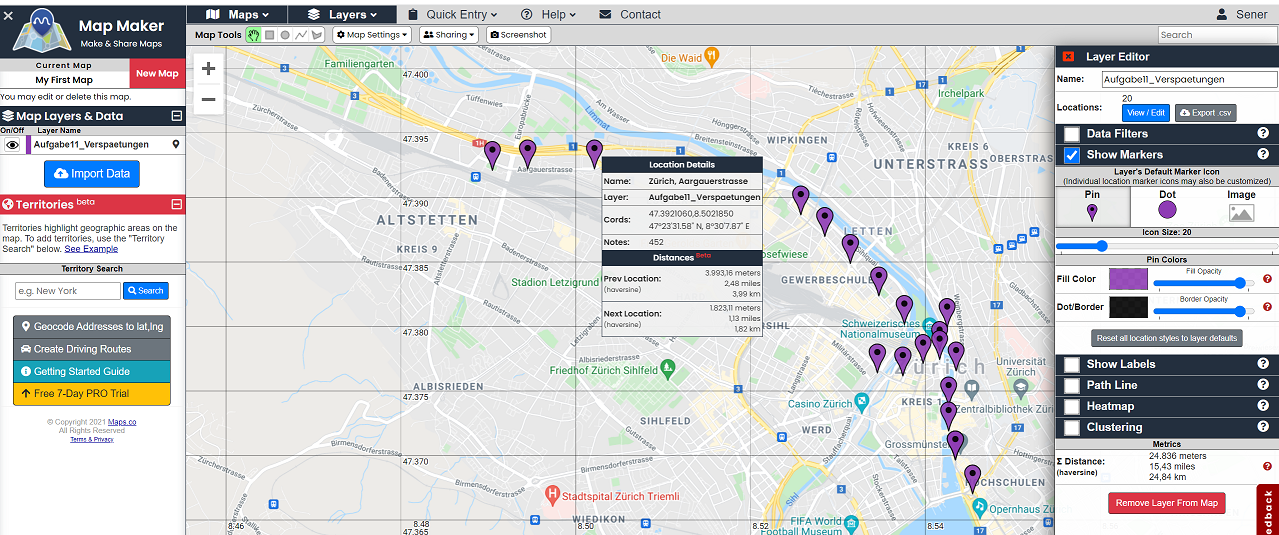 Map Maker
Make & Share Maps
Maps
Layers
Quick Entry
Help
Contact
Sener
Map Tools
Map Settings
Sharing
Screenshot
Search
Current Map
My First Map
New Map
You may edit or delete this map.
Map Layers & Data
On/Off Layer Name
Aufgabe11_Verspaetungen
Import Data
Territories beta
Territories highlight geographic areas on the
map. To add territories, use the "Territory
Search" below. See Example
Territory Search
e.g. New York
Search
Geocode Addresses to lat,lng
Create Driving Routes
Getting Started Guide
Free 7-Day PRO Trial
© Copyright 2021 Maps.co
All Rights Reserved
Terms & Privacy
Familiengarten
Die Waid
47.400
Tüffenwies
Europabrücke
Limmat
Am Wasser
Hönggerstrasse
Breitensteinstrasse
Zürcherstrasse
Irchelpark
47.395
WIPKINGEN
KREIS 6
OBERSTRASS
UNTERSTRASS
Aargauerstrasse
47.390
ALTSTETTEN
KREIS 9
LETTEN
Josefwiese
47.385
Stadion Letzigrund
GEWERBESCHULE
47.380
Schweizerisches
Nationalmuseum
Albisriederstrasse
Friedhof Zürich Sihlfeld
Zürich
Universität
Zürich
ALBISRIEDEN
47.375
Casino Zürich
KREIS 1
Zentralbibliothek Züri
SIHLFELD
WERD
Grossmünster
Birmensdorferstrasse
47.370
Stadtspital Zürich Triemli
HOCHSCHULEN
Opernhaus Zü
WIEDIKON
FIFA World
Football Museum
Sihl
8.46
8.48
8.50
8.52
8.54
Location Details
Name: Zürich, Aargauerstrasse
Layer: Aufgabe11_Verspaetungen
Cords: 47.3921060,8.5021850
47°23'31.58" N, 8°30'7.87" E
Notes: 452
Distances Beta
Prev Location:
(haversine)
3.993,16 meters
2,48 miles
3,99 km
Next Location:
(haversine)
1.823,11 meters
1,13 miles
1,82 km
Layer Editor
Name: Aufgabe11_Verspaetungen
Locations: 20
View / Edit
Export .csv
Data Filters
Show Markers
Layer's Default Marker Icon
(Individual location marker icons may also be customized)
Pin
Dot
Image
Icon Size: 20
Pin Colors
Fill Color
Fill Opacity
Dot/Border
Border Opacity
Reset all location styles to layer defaults
Show Labels
Path Line
Heatmap
Clustering
Metrics
Σ Distance:
(haversine)
24.836 meters
15,43 miles
24,84 km
Remove Layer From Map
edback